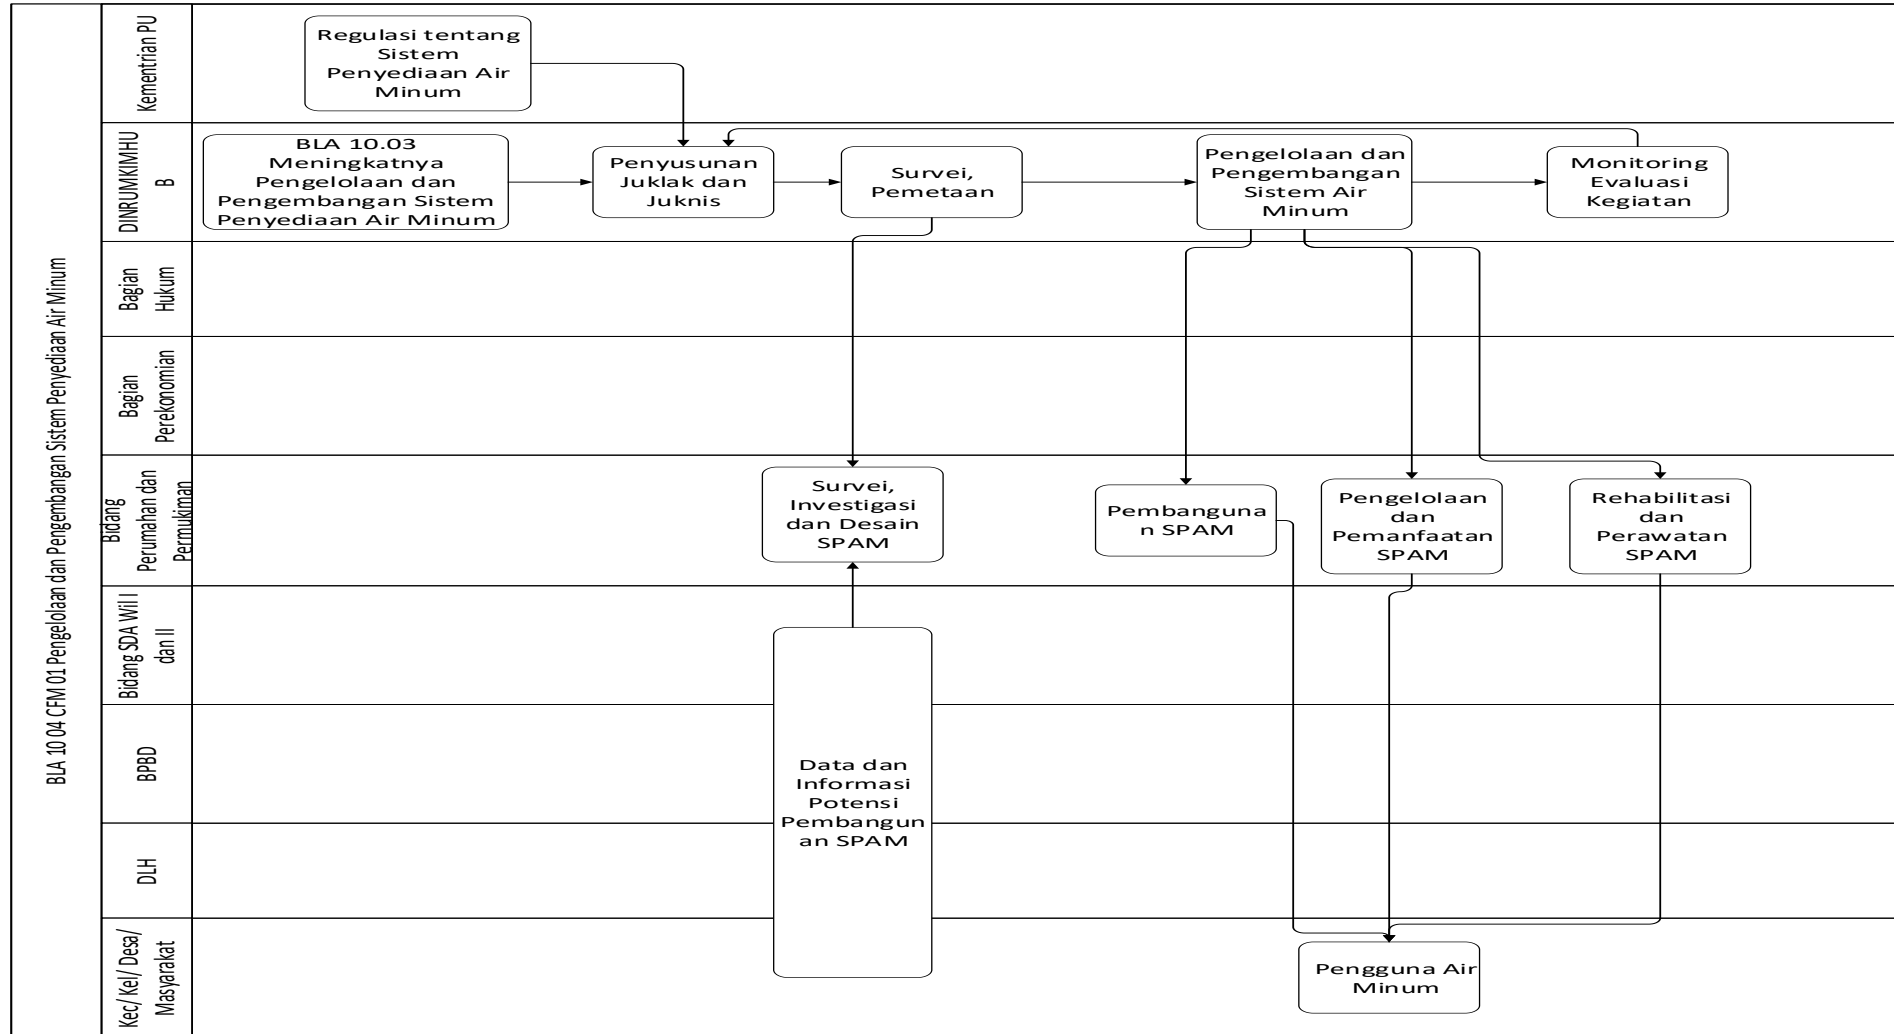 BLA 10 04 CFM 01 Pengelolaan dan Pengembangan Sistem Penyediaan Air Minum
Kementrian PU
Regulasi tentang
Sistem
Penyediaan Air
Minum
DINRUMKIMHU
B
BLA 10.03
Meningkatnya
Pengelolaan dan
Pengembangan Sistem
Penyediaan Air Minum
Penyusunan
Juklak dan
Juknis
Survei,
Pemetaan
Pengelolaan dan
Pengembangan
Sistem Air
Minum
Monitoring
Evaluasi
Kegiatan
Bagian
Hukum
Bagian
Perekonomian
Bidang
Perumahan dan
Permukiman
Survei,
Investigasi
dan Desain
SPAM
Pembanguna
n SPAM
Pengelolaan
dan
Pemanfaatan
SPAM
Rehabilitasi
dan
Perawatan
SPAM
Bidang SDA Wil I
dan II
BPBD
Data dan
Informasi
Potensi
Pembangun
an SPAM
DLH
Kec/ Kel/ Desa/
Masyarakat
Pengguna Air
Minum